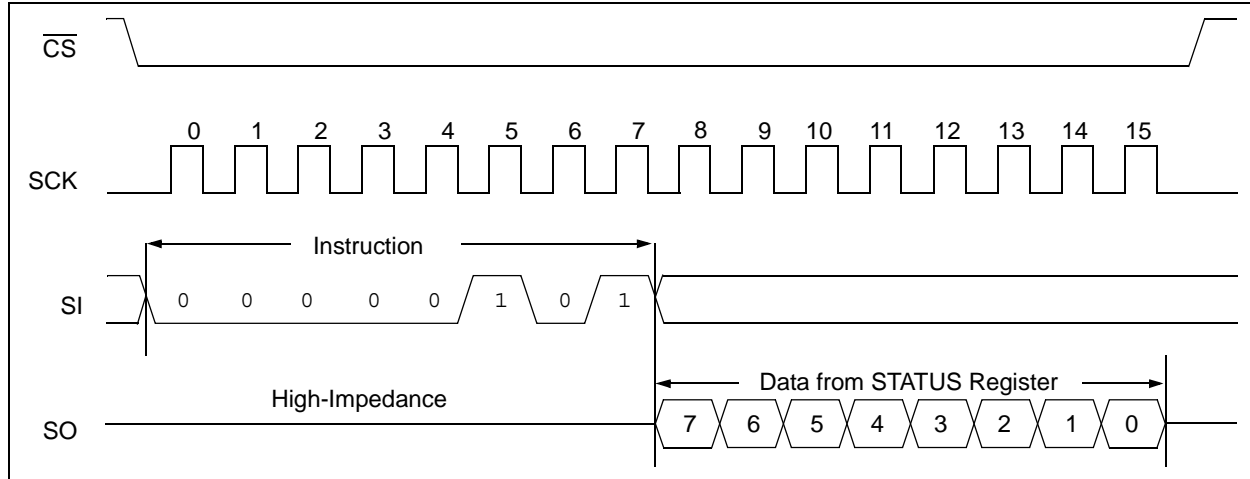 CS
0 1 2 3 4 5 6 7 8 9 10 11 12 13 14 15
SCK
Instruction
SI 0 0 0 0 0 1 0 1
Data from STATUS Register
High-Impedance
SO 7 6 5 4 3 2 1 0